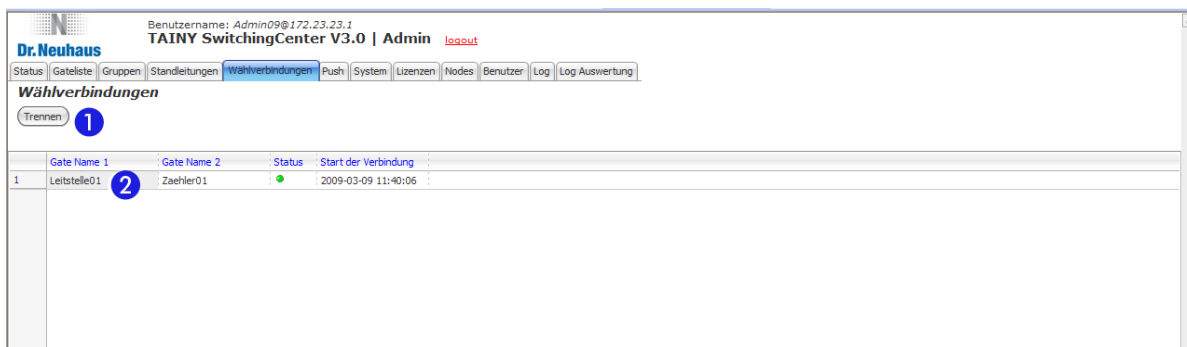 N
Dr.Neuhaus
Benutzername: Admin09@172.23.23.1
TAINY SwitchingCenter V3.0 | Admin logout
Status Gateliste Gruppen Standleitungen Wählverbindungen Push System Lizenzen Nodes Benutzer Log Log Auswertung
Wählverbindungen
Trennen 1
Gate Name 1 Gate Name 2 Status Start der Verbindung
1 Leitstelle01 2 Zaehler01 2009-03-09 11:40:06